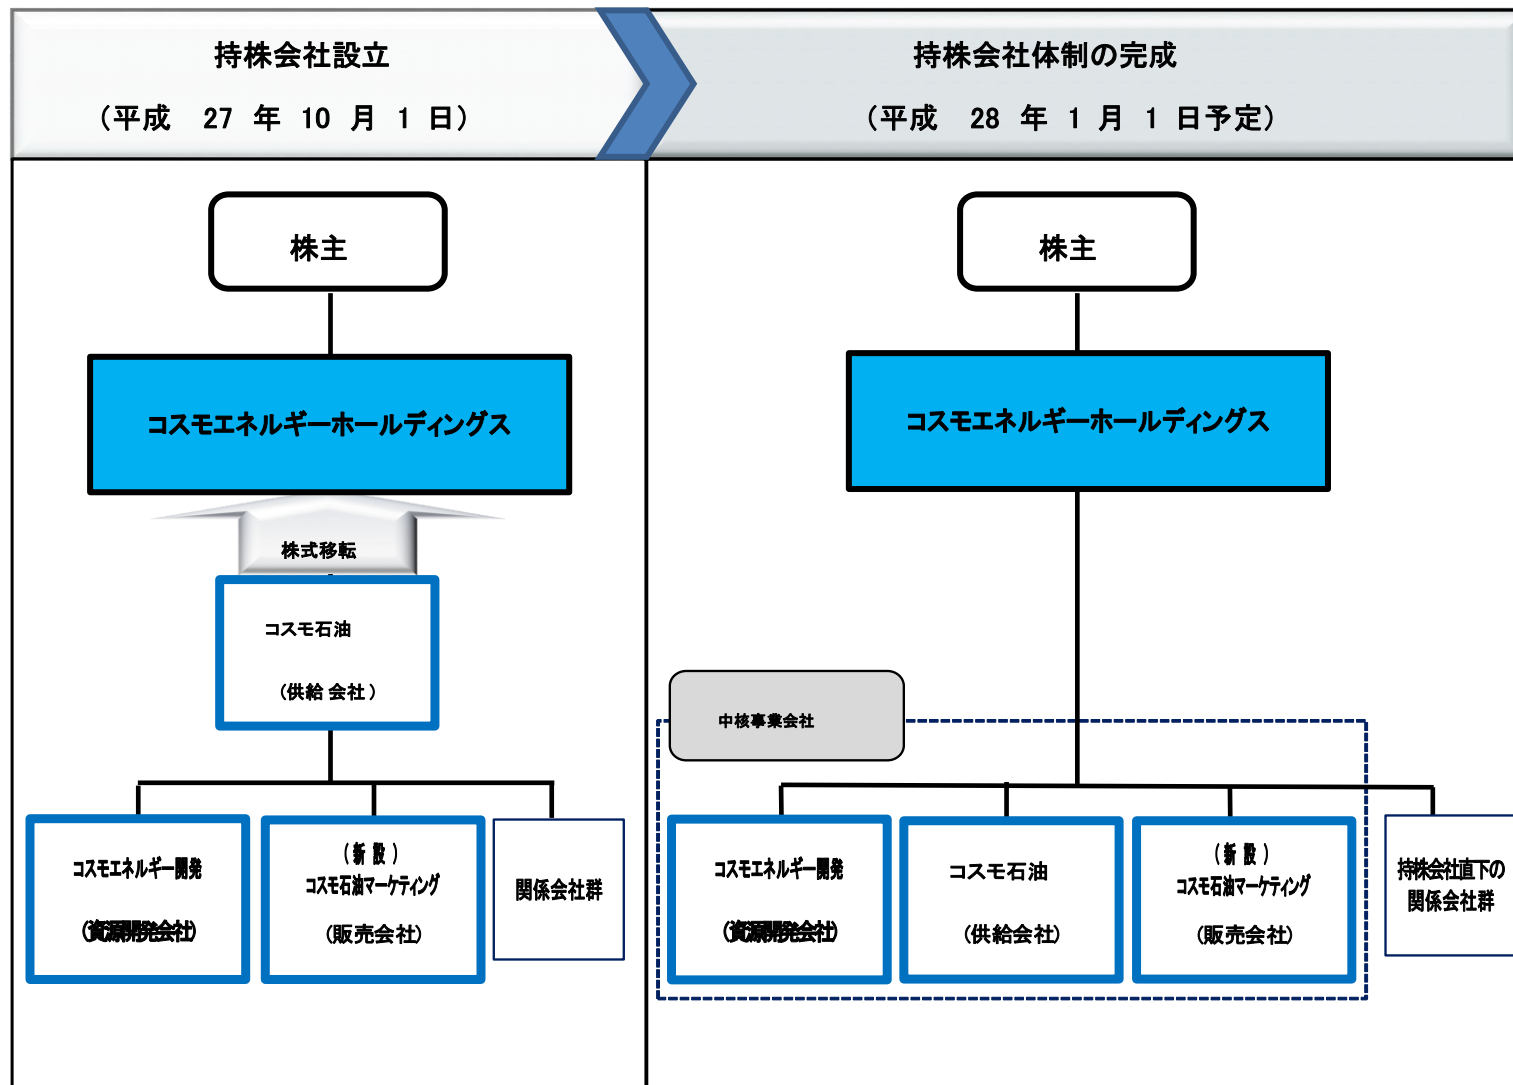 持株会社設立
（平成　27 年 10 月 1 日）
持株会社体制の完成
（平成　28 年 1 月 1 日予定）
株主
コスモエネルギーホールディングス
株式移転
コスモ石油
（供給 会社）
コスモエネルギー開発
（資源開発会社）
（新 設）
コスモ石油マーケティング
（販売会社）
関係会社群
株主
コスモエネルギーホールディングス
中核事業会社
コスモエネルギー開発
（資源開発会社）
コスモ石油
（供給会社）
（新 設）
コスモ石油マーケティング
（販売会社）
持株会社直下の
関係会社群